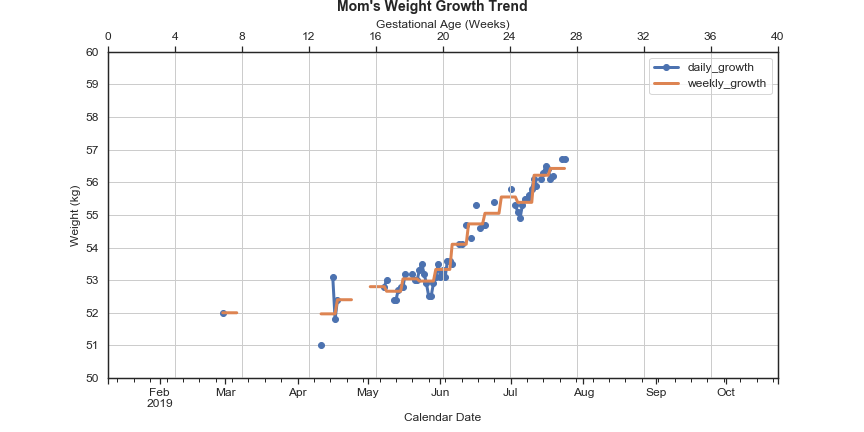 Mom's Weight Growth Trend
Gestational Age (Weeks)
0 4 8 12 16 20 24 28 32 36 40
60
59
58
57
56
55
54
53
52
51
50
Weight (kg)
daily_growth
weekly_growth
Feb Mar Apr May Jun Jul Aug Sep Oct
2019
Calendar Date